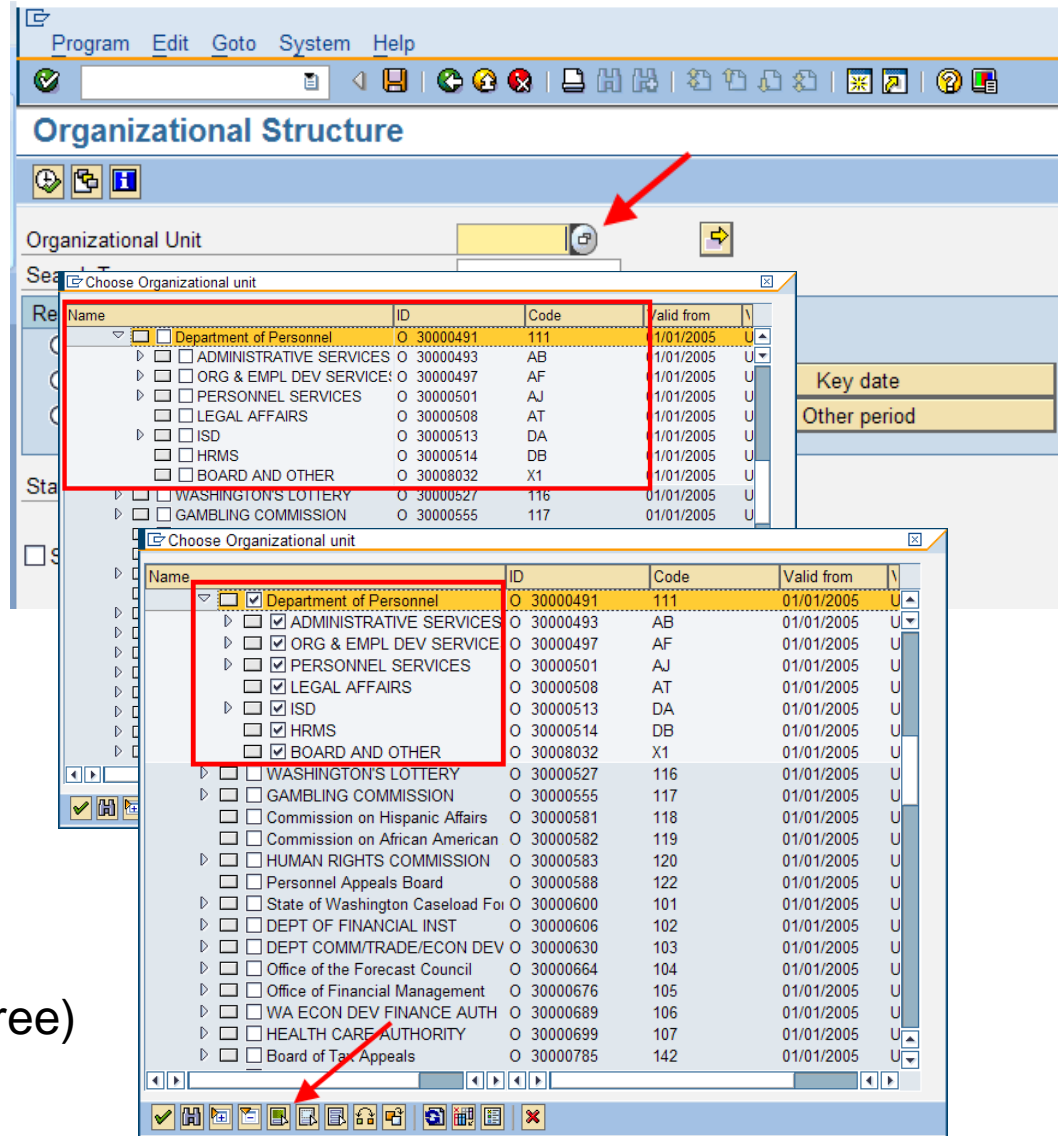 Program Edit Goto System Help
Organizational Structure
Organizational Unit
Sea
Choose Organizational unit
Re
Name ID Code Valid from
Department of Personnel O 30000491 111 01/01/2005 U
ADMINISTRATIVE SERVICES O 30000493 AB 1/01/2005 U
ORG & EMPL DEV SERVICE O 30000497 AF 1/01/2005 U
PERSONNEL SERVICES O 30000501 AJ 1/01/2005 U
LEGAL AFFAIRS O 30000508 AT 1/01/2005 U
ISD O 30000513 DA 1/01/2005 U
HRMS O 30000514 DB 1/01/2005 U
BOARD AND OTHER O 30008032 X1 1/01/2005 U
WASHINGTON'S LOTTERY O 30000527 116 01/01/2005 U
GAMBLING COMMISSION O 30000555 117 01/01/2005 U
Key date
Other period
Sta
S
Choose Organizational unit
Name ID Code Valid from
Department of Personnel O 30000491 111 01/01/2005 U
ADMINISTRATIVE SERVICES O 30000493 AB 01/01/2005 U
ORG & EMPL DEV SERVICE O 30000497 AF 01/01/2005 U
PERSONNEL SERVICES O 30000501 AJ 01/01/2005 U
LEGAL AFFAIRS O 30000508 AT 01/01/2005 U
ISD O 30000513 DA 01/01/2005 U
HRMS O 30000514 DB 01/01/2005 U
BOARD AND OTHER O 30008032 X1 01/01/2005 U
WASHINGTON'S LOTTERY O 30000527 116 01/01/2005 U
GAMBLING COMMISSION O 30000555 117 01/01/2005 U
Commission on Hispanic Affairs O 30000581 118 01/01/2005 U
Commission on African American O 30000582 119 01/01/2005 U
HUMAN RIGHTS COMMISSION O 30000583 120 01/01/2005 U
Personnel Appeals Board O 30000588 122 01/01/2005 U
State of Washington Caseload For O 30000600 101 01/01/2005 U
DEPT OF FINANCIAL INST O 30000606 102 01/01/2005 U
DEPT COMM/TRADE/ECON DEV O 30000630 103 01/01/2005 U
Office of the Forecast Council O 30000664 104 01/01/2005 U
Office of Financial Management O 30000676 105 01/01/2005 U
WA ECON DEV FINANCE AUTH O 30000689 106 01/01/2005 U
HEALTH CARE AUTHORITY O 30000699 107 01/01/2005 U
Board of Tax Appeals O 30000785 142 01/01/2005 U
ree)